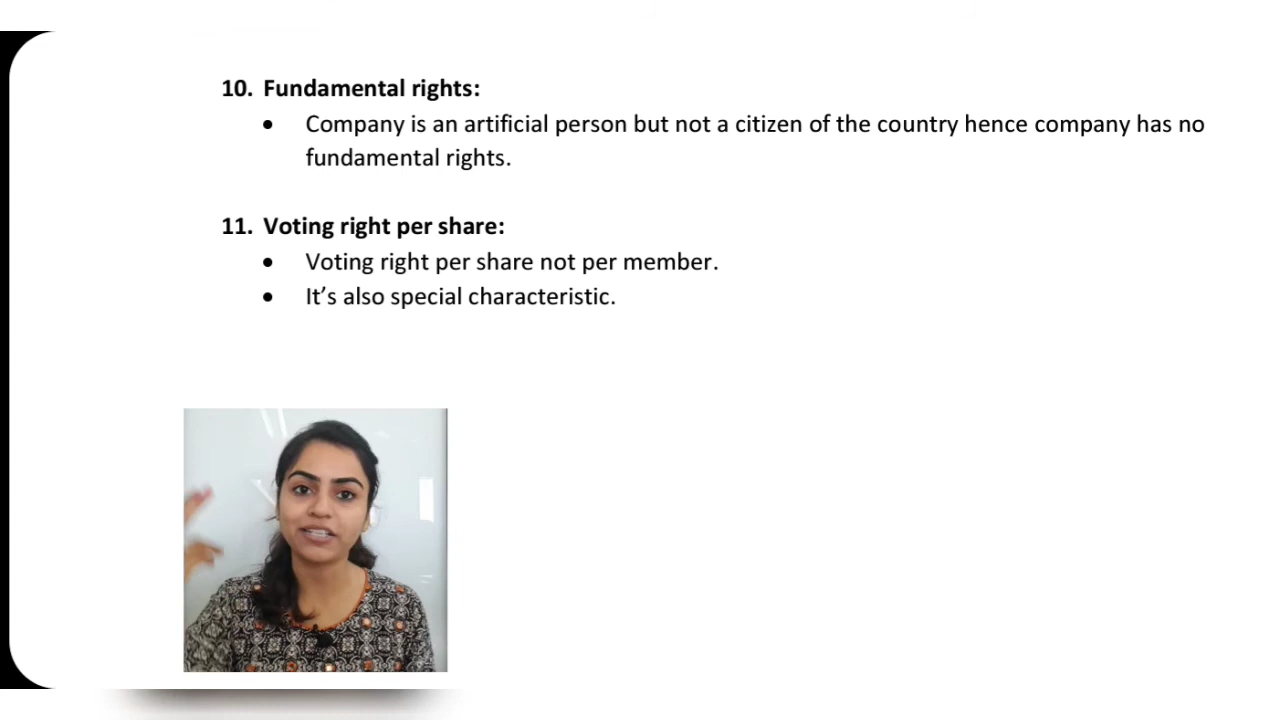 10. Fundamental rights:
• Company is an artificial person but not a citizen of the country hence company has no
fundamental rights.
11. Voting right per share:
• Voting right per share not per member.
• It’s also special characteristic.